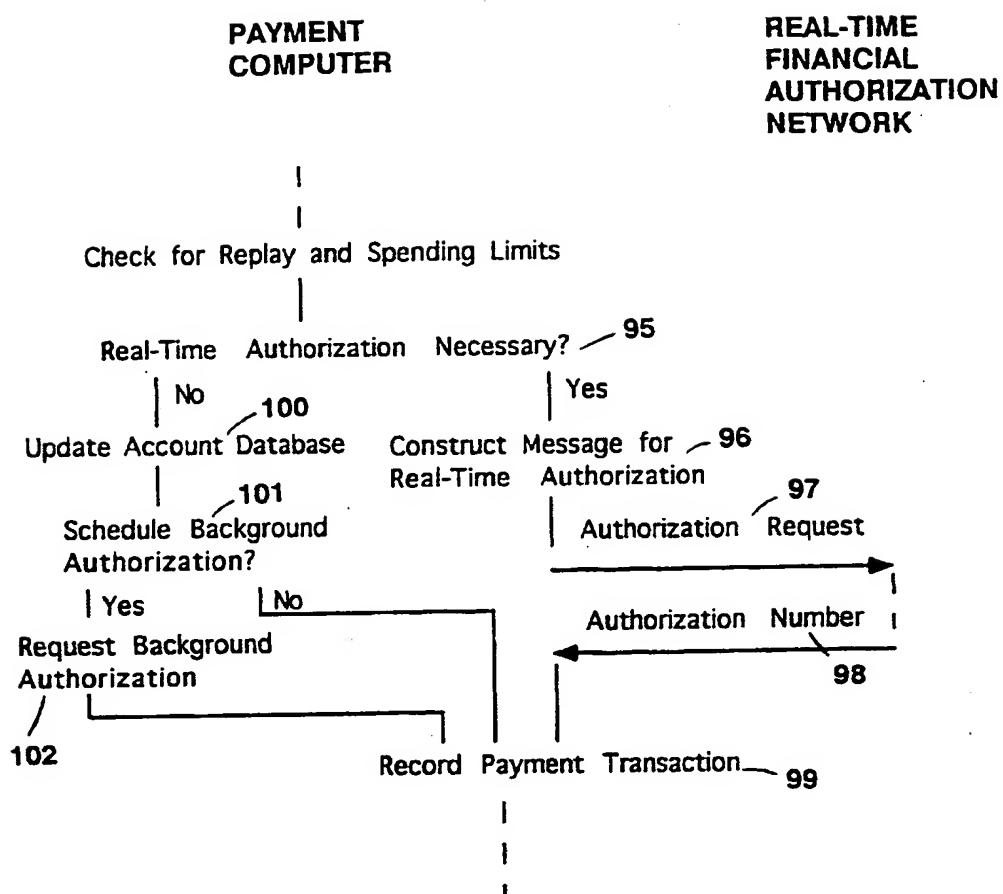 PAYMENT
COMPUTER
REAL-TIME
FINANCIAL
AUTHORIZATION
NETWORK
Check for Replay and Spending Limits
Real-Time Authorization Necessary? 95
No
Yes
100
Update Account Database
Construct Message for 96
Real-Time Authorization
101
97
Schedule Background
Authorization?
Authorization Request
Yes
No
Authorization Number
98
Request Background
Authorization
102
Record Payment Transaction 99